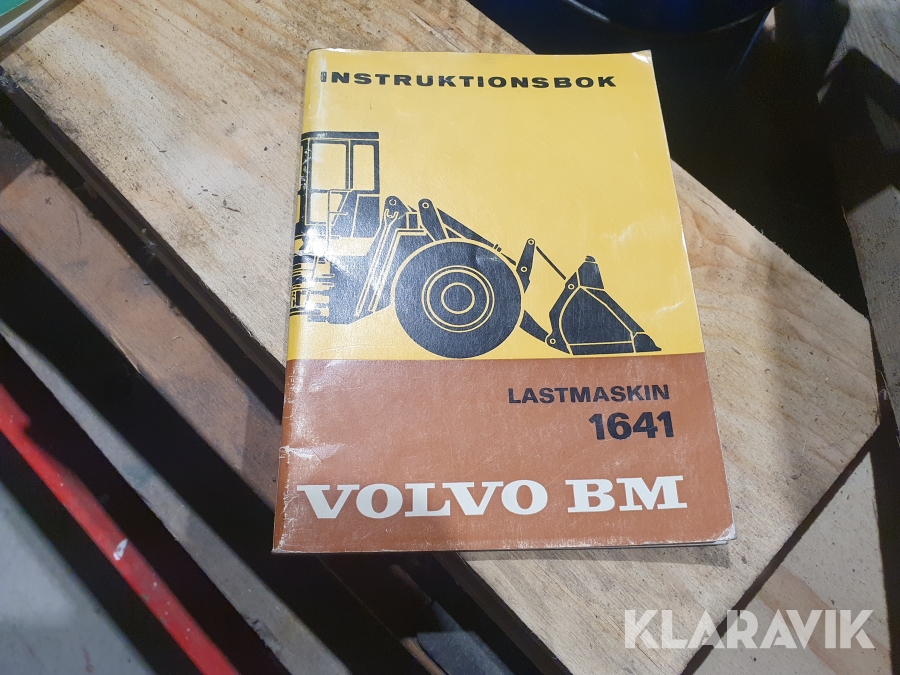 INSTRUKTIONSBOK
LASTMASKIN
1641
VOLVO BM
KLARAVIK